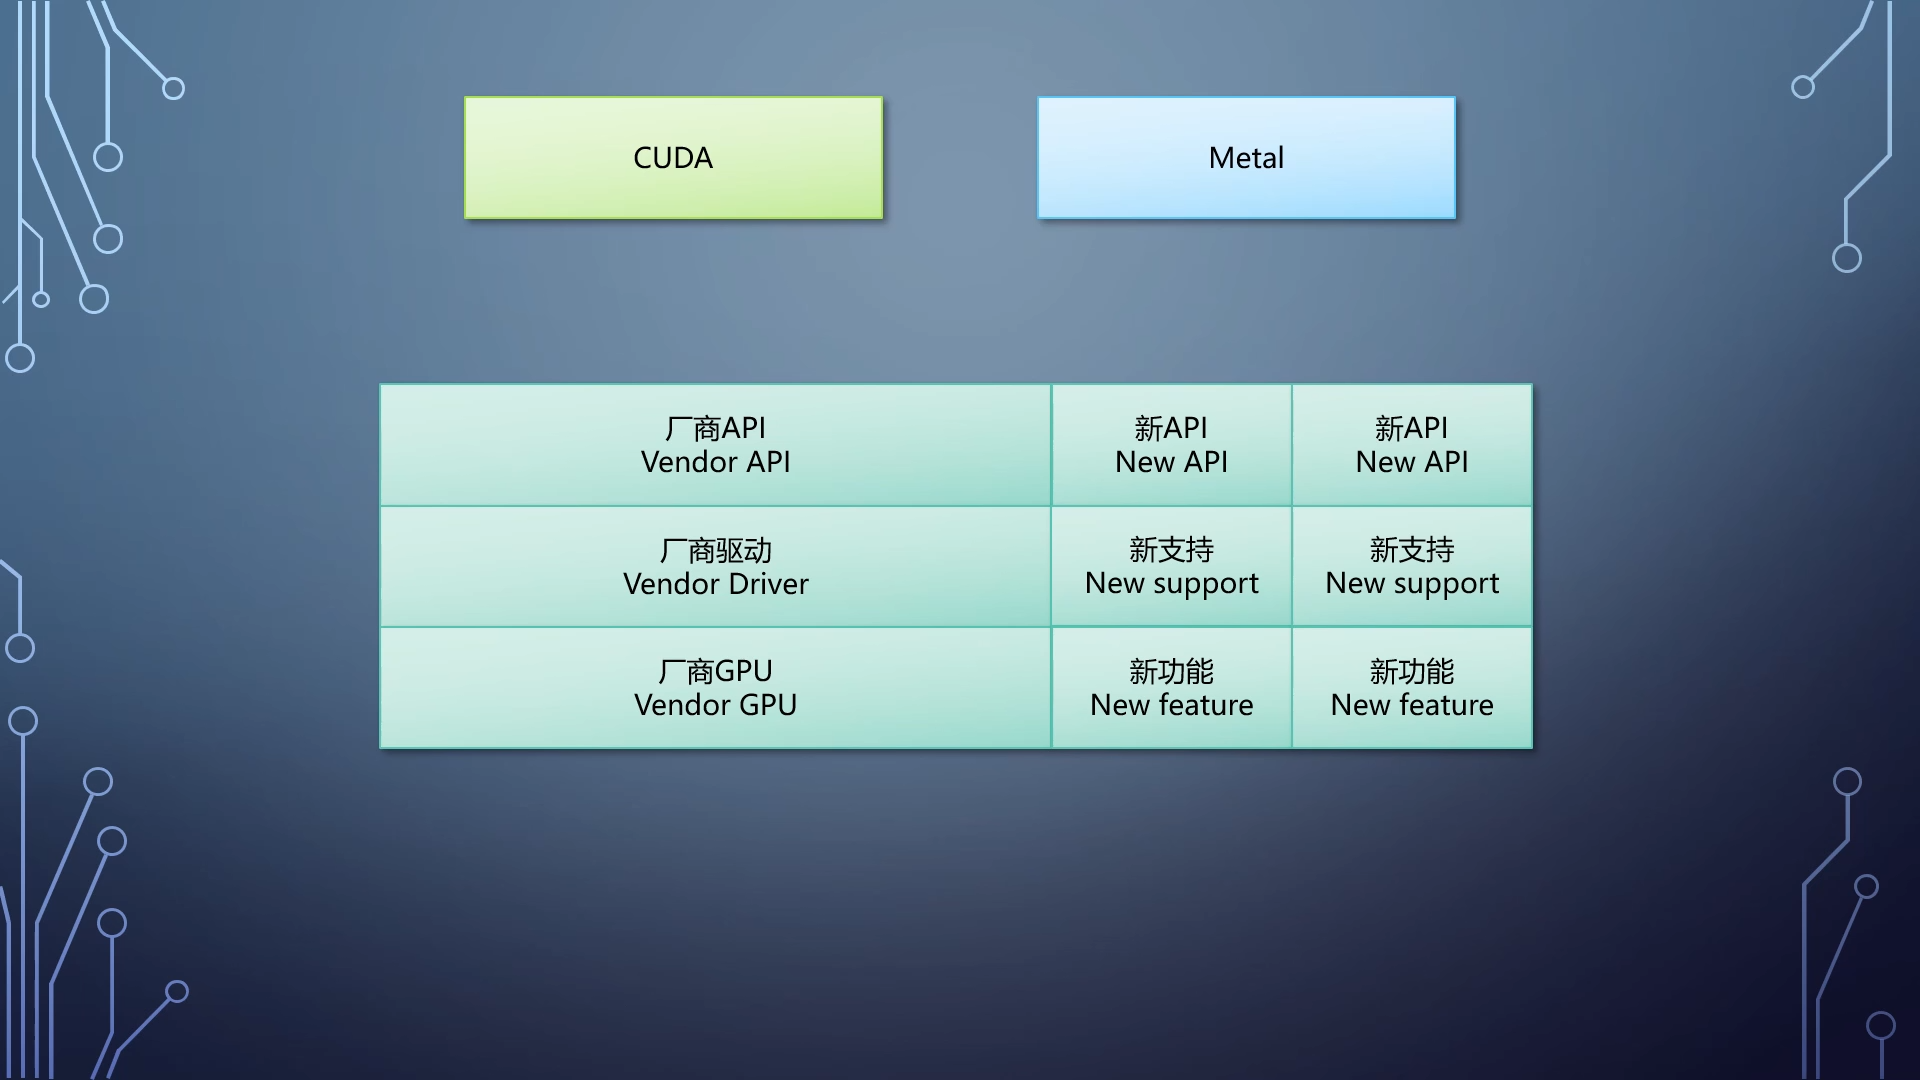 CUDA
Metal
厂商API
Vendor API
新API
New API
新API
New API
厂商驱动
Vendor Driver
新支持
New support
新支持
New support
厂商GPU
Vendor GPU
新功能
New feature
新功能
New feature